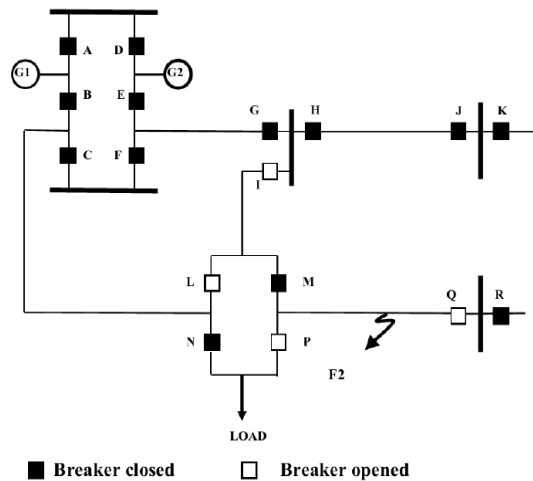 A D
G1 G2
B E
G H J K
C F
I
L M Q R
N P
F2
LOAD
Breaker closed Breaker opened